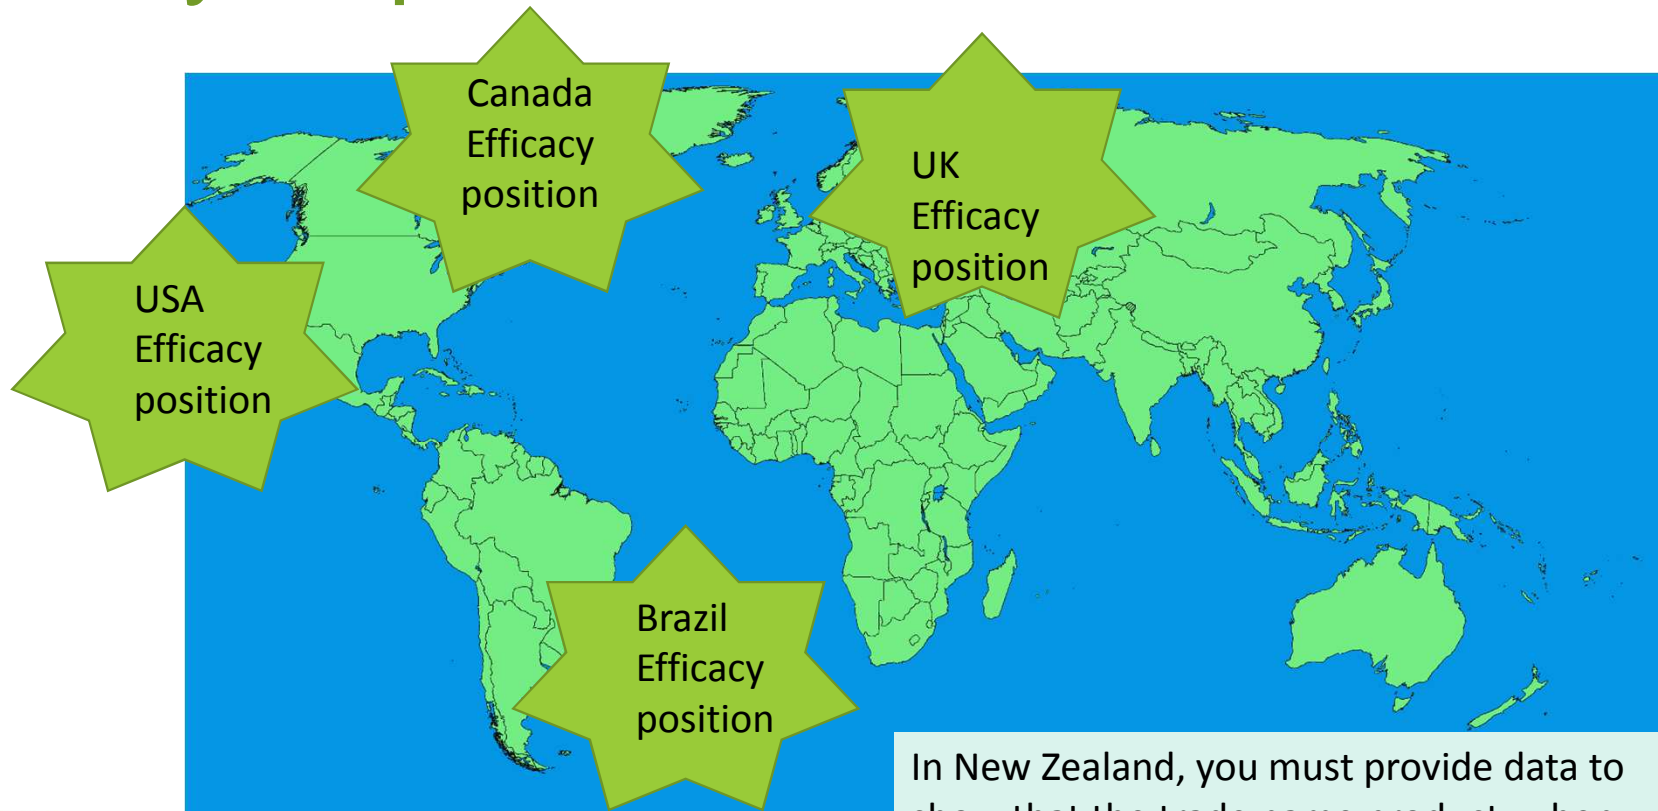 Canada
Efficacy
position
UK
Efficacy
position
USA
Efficacy
position
Brazil
Efficacy
position
In New Zealand, you must provide data to